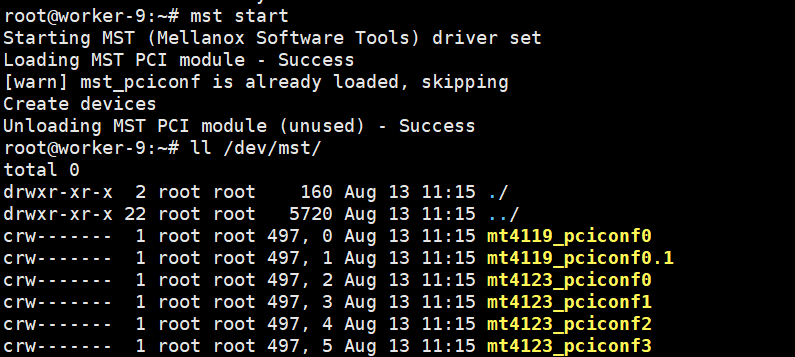 root@worker-9:~# mst start
Starting MST (Mellanox Software Tools) driver set
Loading MST PCI module - Success
[warn] mst_pciconf is already loaded, skipping
Create devices
Unloading MST PCI module (unused) - Success
root@worker-9:~# ll /dev/mst/
total 0
drwxr-xr-x  2 root root    160 Aug 13 11:15 ./
drwxr-xr-x 22 root root   5720 Aug 13 11:15 ../
crw-------  1 root root 497, 0 Aug 13 11:15 mt4119_pciconf0
crw-------  1 root root 497, 1 Aug 13 11:15 mt4119_pciconf0.1
crw-------  1 root root 497, 2 Aug 13 11:15 mt4123_pciconf0
crw-------  1 root root 497, 3 Aug 13 11:15 mt4123_pciconf1
crw-------  1 root root 497, 4 Aug 13 11:15 mt4123_pciconf2
crw-------  1 root root 497, 5 Aug 13 11:15 mt4123_pciconf3